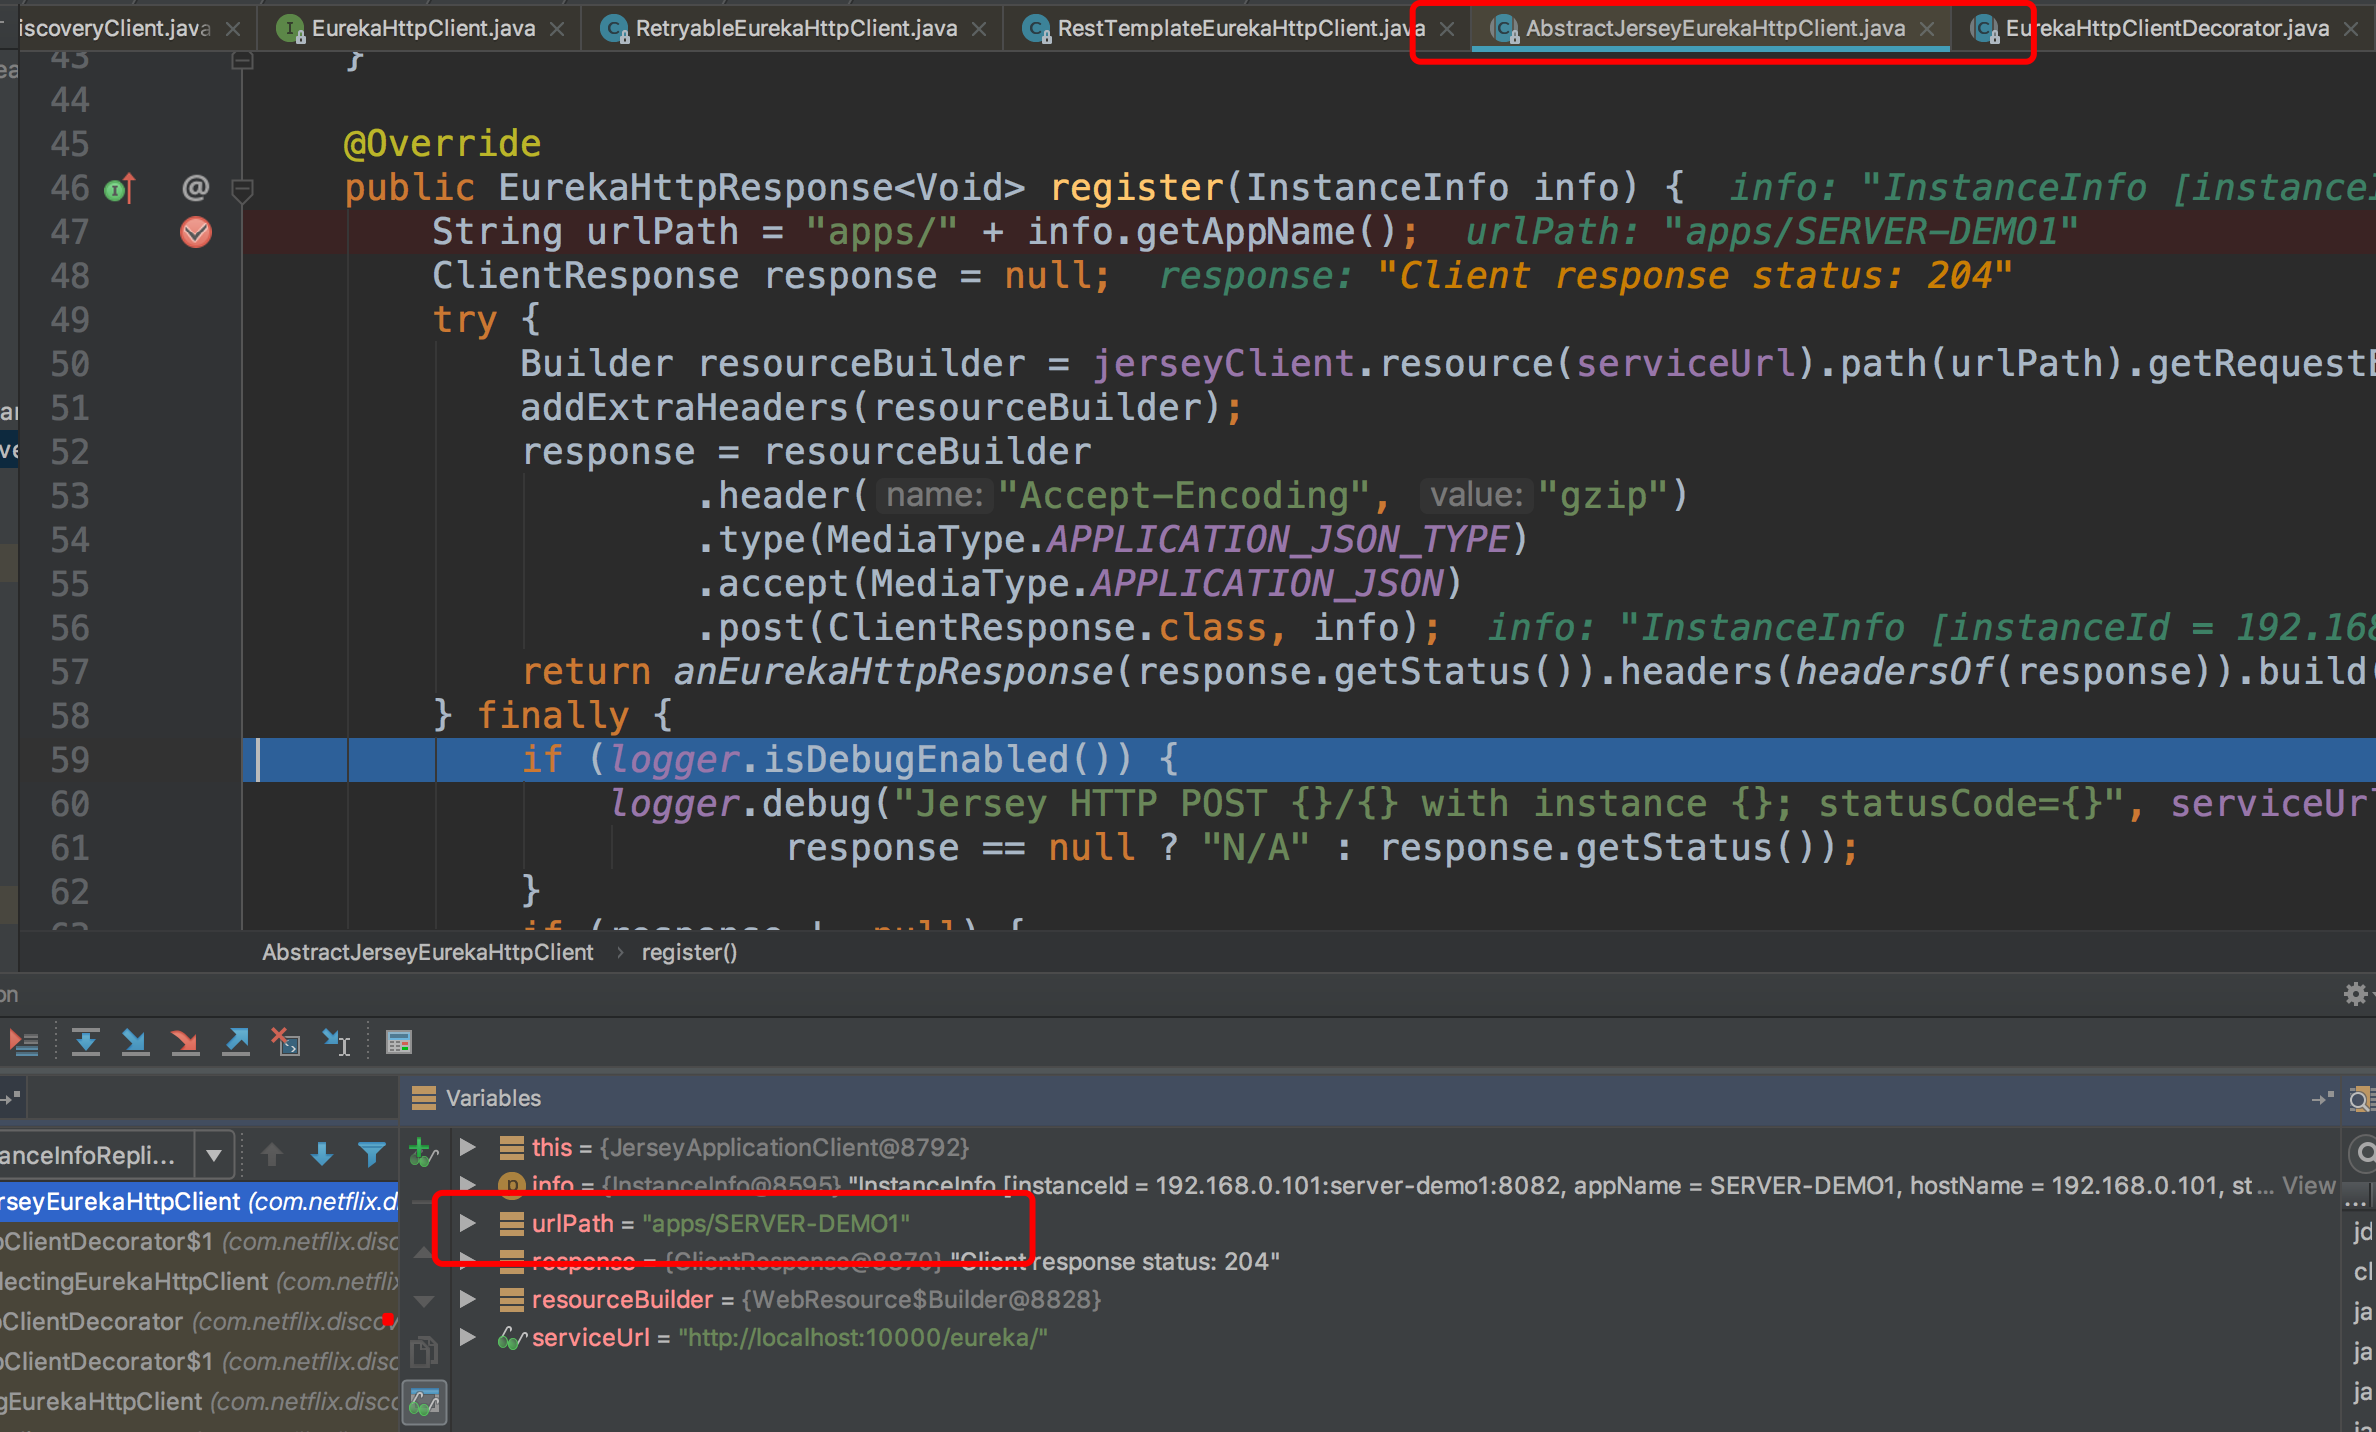 iscoveryClient.java EurekaHttpClient.java RetryableEurekaHttpClient.java RestTemplateEurekaHttpClient.java AbstractJerseyEurekaHttpClient.java EurekaHttpClientDecorator.java
43 }
44
45 @Override
46 @ public EurekaHttpResponse<Void> register(InstanceInfo info) { info: "InstanceInfo [instanceI
47 String urlPath = "apps/" + info.getAppName(); urlPath: "apps/SERVER-DEMO1"
48 ClientResponse response = null; response: "Client response status: 204"
49 try {
50 Builder resourceBuilder = jerseyClient.resource(serviceUrl).path(urlPath).getRequestB
51 addExtraHeaders(resourceBuilder);
52 response = resourceBuilder
53 .header( name: "Accept-Encoding", value: "gzip")
54 .type(MediaType.APPLICATION_JSON_TYPE)
55 .accept(MediaType.APPLICATION_JSON)
56 .post(ClientResponse.class, info); info: "InstanceInfo [instanceId = 192.168
57 return anEurekaHttpResponse(response.getStatus()).headers(headersOf(response)).build(
58 } finally {
59 if (logger.isDebugEnabled()) {
60 logger.debug("Jersey HTTP POST {}/{} with instance {}; statusCode={}", serviceUrl
61 response == null ? "N/A" : response.getStatus());
62 }
63 if (response != null) {
AbstractJerseyEurekaHttpClient › register()
on
Variables
anceInfoRepli...
this = {JerseyApplicationClient@8792}
info = {InstanceInfo@8595} "InstanceInfo [instanceId = 192.168.0.101:server-demo1:8082, appName = SERVER-DEMO1, hostName = 192.168.0.101, st ... View
urlPath = "apps/SERVER-DEMO1"
response = {ClientResponse@8870} "Client response status: 204"
resourceBuilder = {WebResource$Builder@8828}
serviceUrl = "http://localhost:10000/eureka/"
rseyEurekaHttpClient (com.netflix.d
pClientDecorator$1 (com.netflix.disc
lectingEurekaHttpClient (com.netflix
pClientDecorator (com.netflix.discov
pClientDecorator$1 (com.netflix.disc
gEurekaHttpClient (com.netflix.disc
...
jd
cl
ja
ja
ja